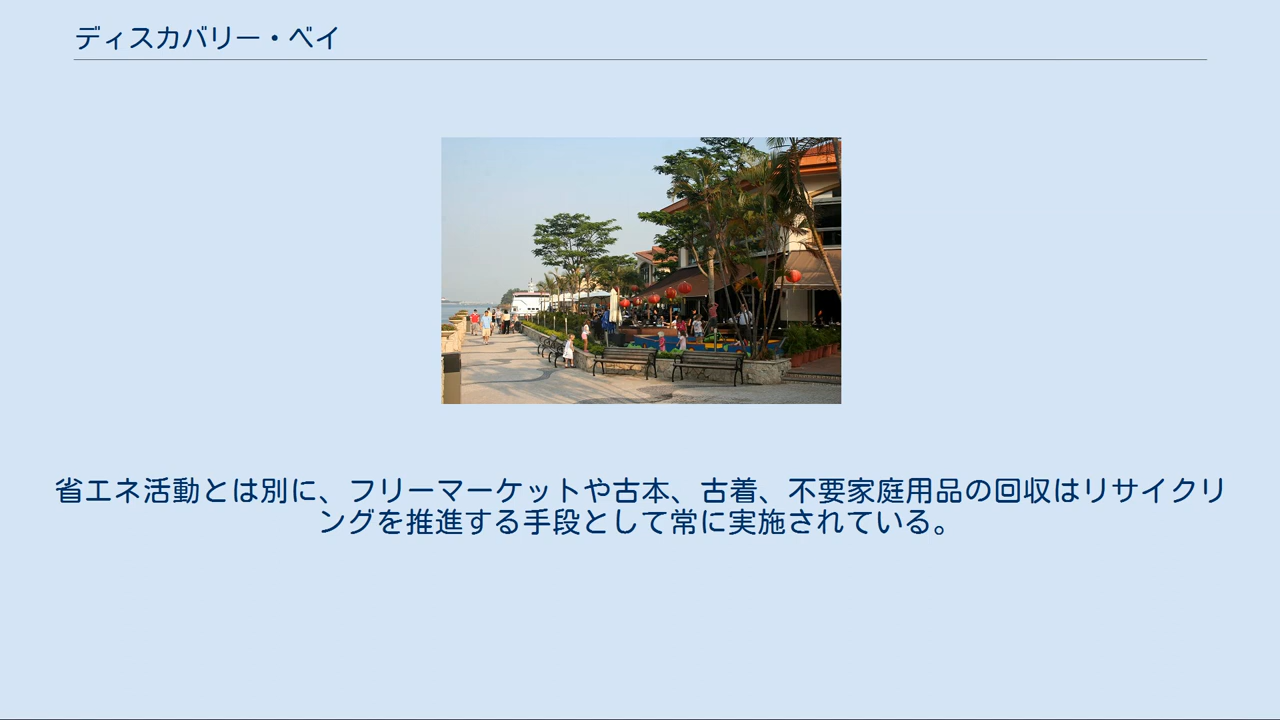 ディスカバリー・ベイ
省エネ活動とは別に、フリーマーケットや古本、古着、不要家庭用品の回収はリサイクリ
ングを推進する手段として常に実施されている。